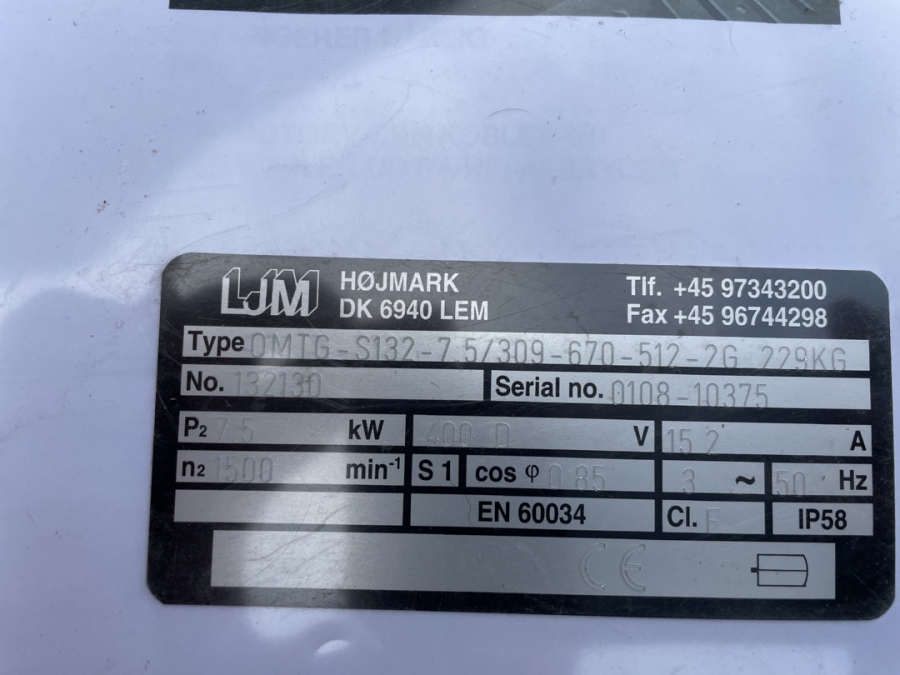 LJM HØJMARK Tlf. +45 97343200
DK 6940 LEM Fax +45 96744298
Type OMTG-S132-7.5/309-670-512-2G 229KG
No. 132130 Serial no. 0108-10375
P2 7.5 kW 400 D V 15.2 A
n2 1500 min-1 S 1 cos φ 0.85 3 ~ 50 Hz
EN 60034 Cl. F IP58
CE